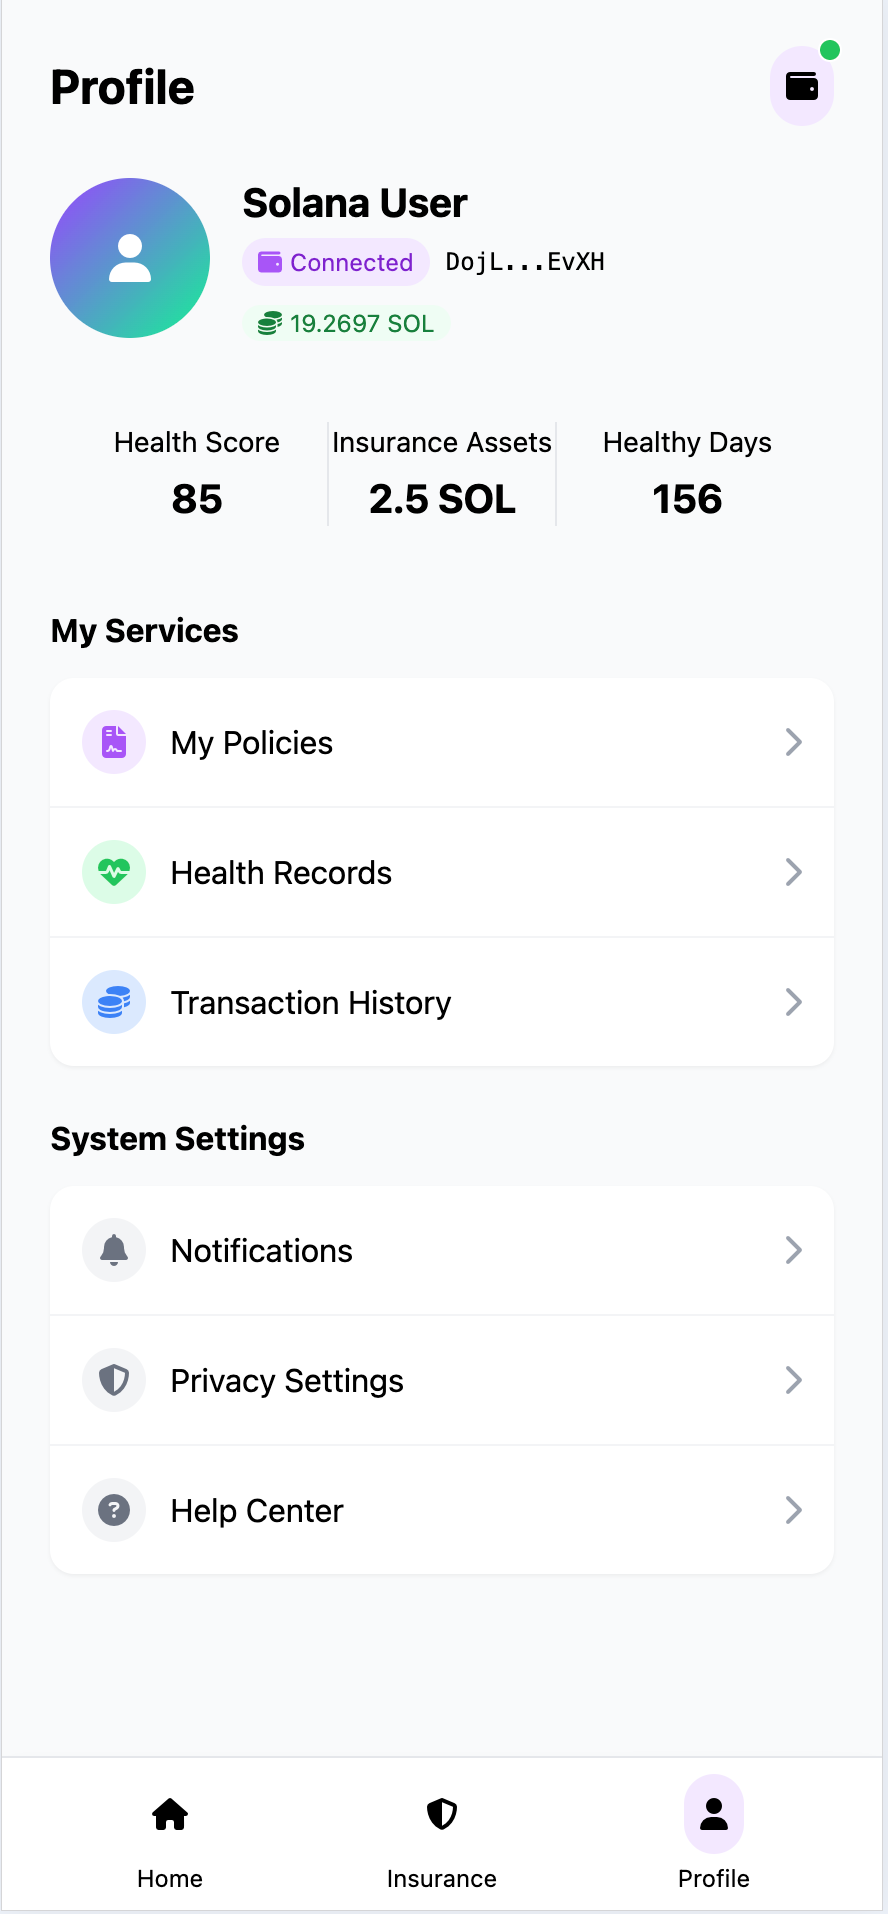 Profile
Solana User
Connected DojL...EvXH
19.2697 SOL
Health Score Insurance Assets Healthy Days
85 2.5 SOL 156
My Services
My Policies
Health Records
Transaction History
System Settings
Notifications
Privacy Settings
Help Center
Home Insurance Profile